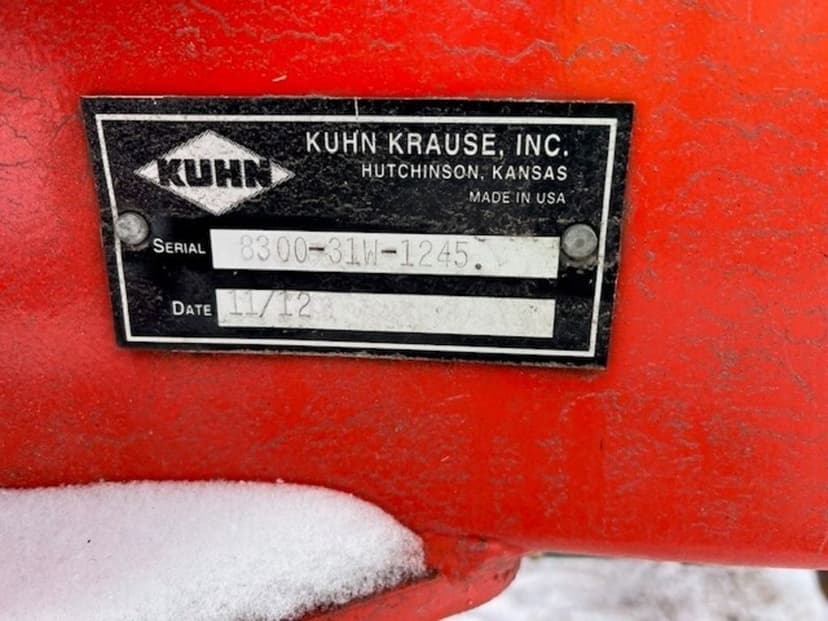 KUHN
KUHN KRAUSE, INC.
HUTCHINSON, KANSAS
MADE IN USA
SERIAL 8300-31W-1245.
DATE 11/12